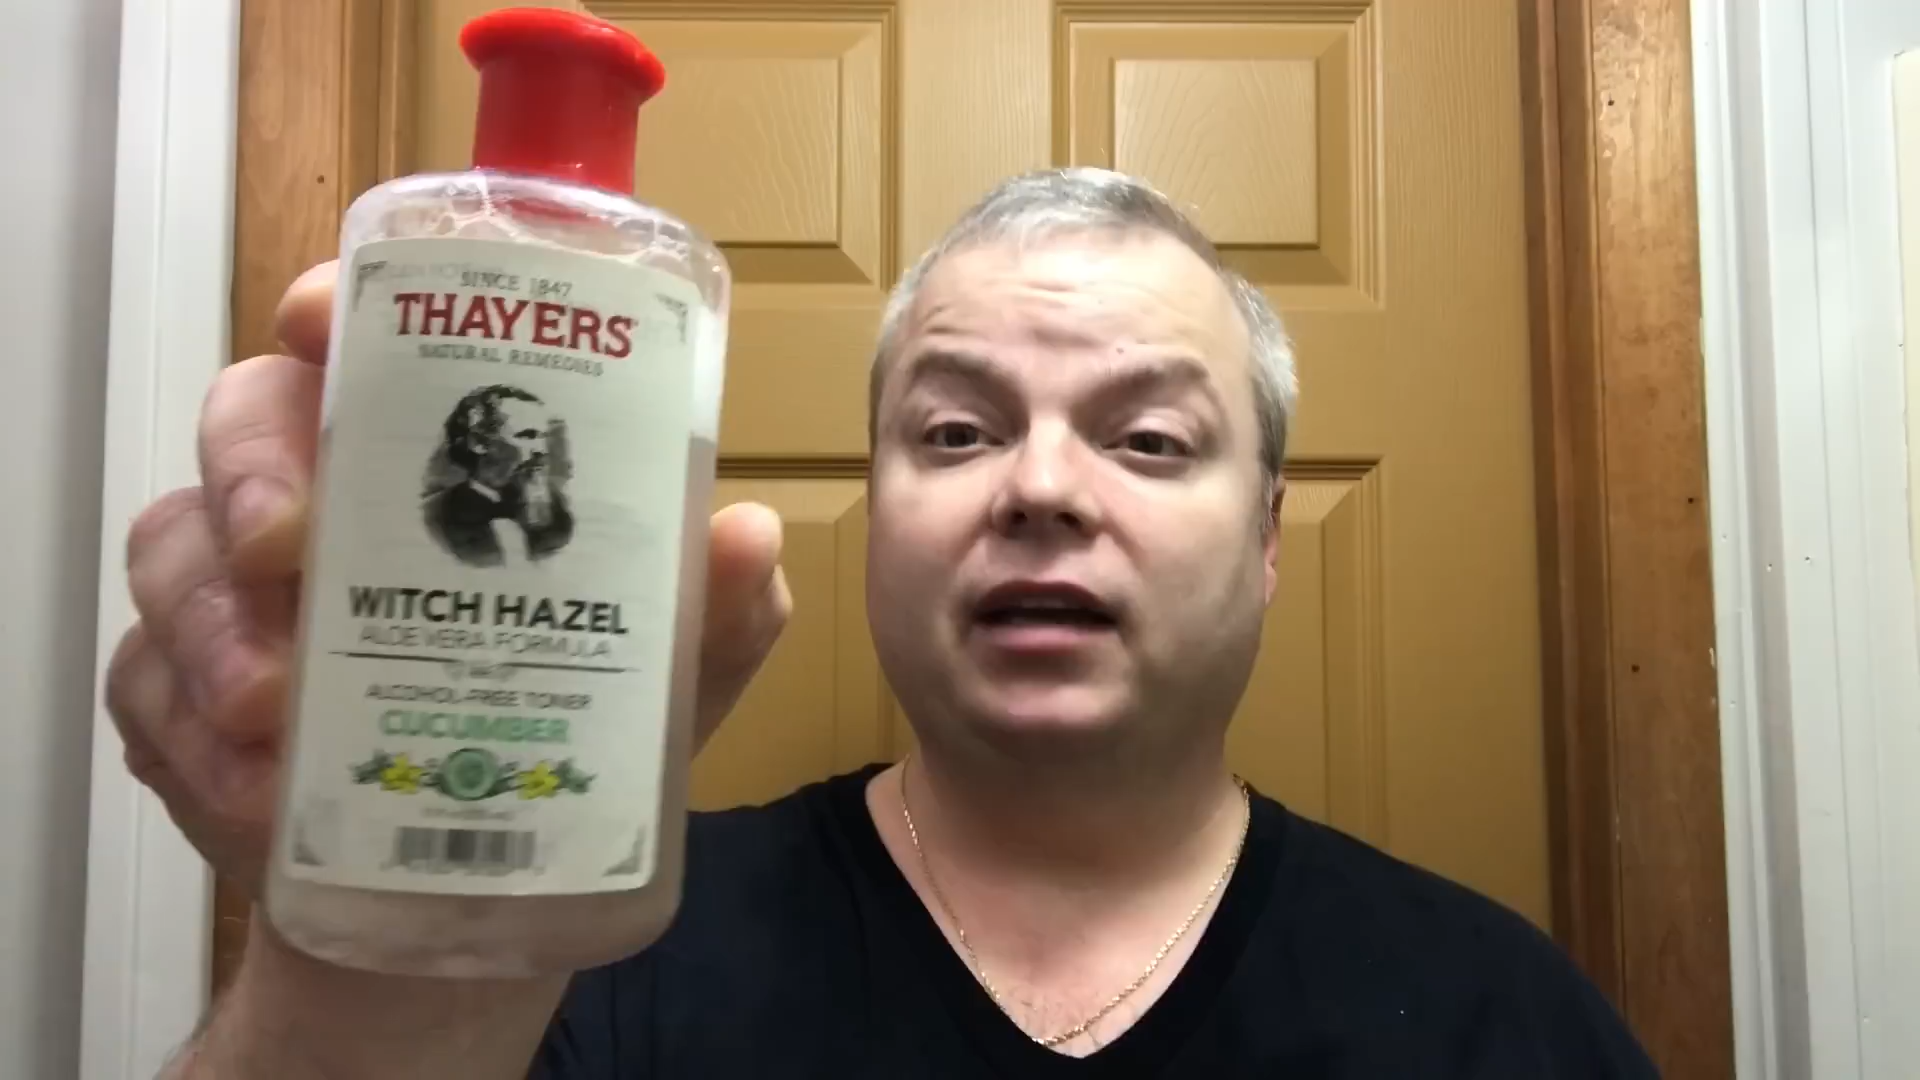 SINCE 1847
THAYERS
NATURAL REMEDIES
WITCH HAZEL
ALOE VERA FORMULA
ALCOHOL-FREE TONER
CUCUMBER